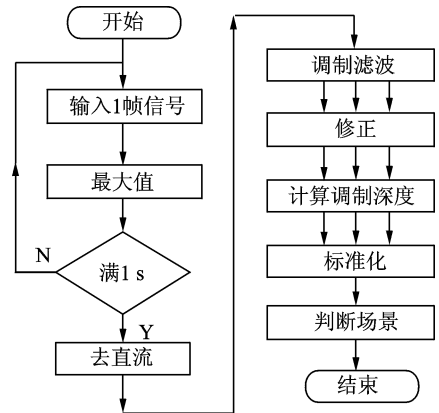 开始
输入1帧信号
最大值
满1 s
N
Y
去直流
调制滤波
修正
计算调制深度
标准化
判断场景
结束